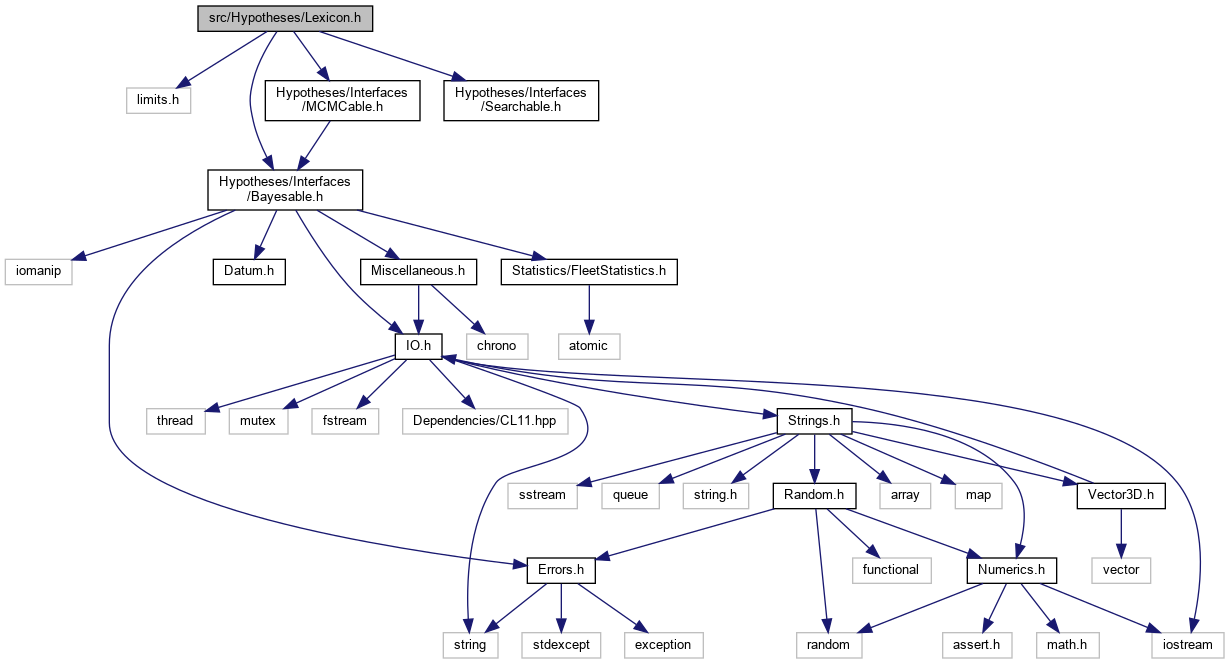 src/Hypotheses/Lexicon.h
limits.h
Hypotheses/Interfaces
/MCMCable.h
Hypotheses/Interfaces
/Searchable.h
Hypotheses/Interfaces
/Bayesable.h
iomanip
Datum.h
Miscellaneous.h
Statistics/FleetStatistics.h
IO.h
chrono
atomic
thread
mutex
fstream
Dependencies/CL11.hpp
Strings.h
sstream
queue
string.h
Random.h
array
map
Vector3D.h
Errors.h
functional
Numerics.h
vector
string
stdexcept
exception
random
assert.h
math.h
iostream